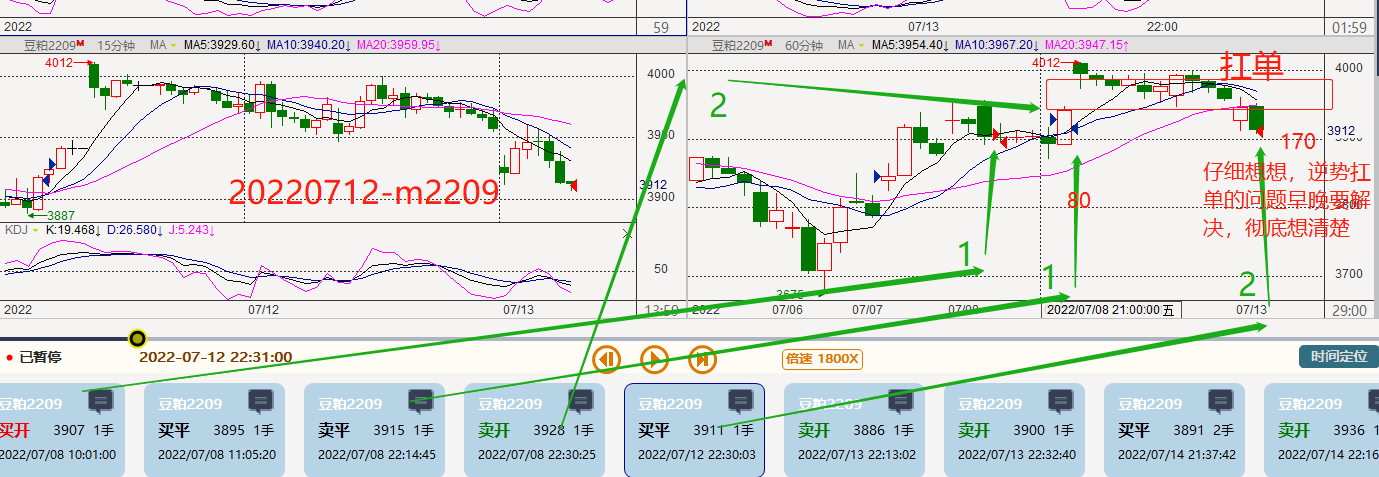 2022
59
2022
07/13
22:00
01:59
豆粕2209M 15分钟 MA MA5:3929.60↓ MA10:3940.20↓ MA20:3959.95↓
豆粕2209M 60分钟 MA MA5:3954.40↓ MA10:3967.20↓ MA20:3947.15↑
4012
4000
3950
3912
3900
3887
20220712-m2209
KDJ K:19.468↓ D:26.580↓ J:5.243↓
50
2022
07/12
07/13
13:59
4012
4000
扛单
2
3912
3900
170
仔细想想，逆势扛
单的问题早晚要解
决，彻底想清楚
80
3800
3700
3675
1
1
2
2022
07/06
07/07
07/08
2022/07/08 21:00:00 五
07/13
29:00
已暂停
2022-07-12 22:31:00
倍速 1800X
时间定位
豆粕2209
买开 3907 1手
2022/07/08 10:01:00
豆粕2209
买平 3895 1手
2022/07/08 11:05:20
豆粕2209
卖平 3915 1手
2022/07/08 22:14:45
豆粕2209
卖开 3928 1手
2022/07/08 22:30:25
豆粕2209
买平 3911 1手
2022/07/12 22:30:03
豆粕2209
卖开 3886 1手
2022/07/13 22:13:02
豆粕2209
卖开 3900 1手
2022/07/13 22:32:40
豆粕2209
买平 3891 2手
2022/07/14 21:37:42
豆粕2209
卖开 3936 1
2022/07/14 22:16